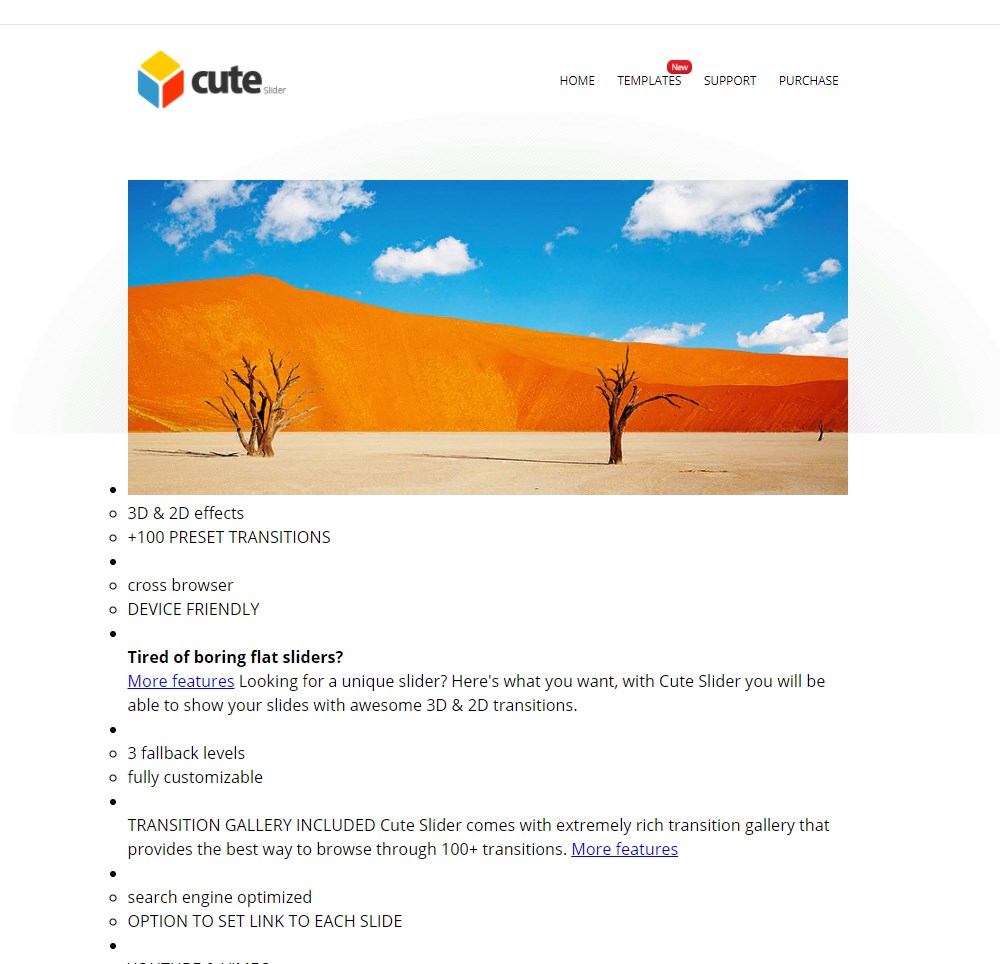 cute Slider
New
HOME TEMPLATES SUPPORT PURCHASE
3D & 2D effects
+100 PRESET TRANSITIONS
cross browser
DEVICE FRIENDLY
Tired of boring flat sliders?
More features Looking for a unique slider? Here's what you want, with Cute Slider you will be
able to show your slides with awesome 3D & 2D transitions.
3 fallback levels
fully customizable
TRANSITION GALLERY INCLUDED Cute Slider comes with extremely rich transition gallery that
provides the best way to browse through 100+ transitions. More features
search engine optimized
OPTION TO SET LINK TO EACH SLIDE